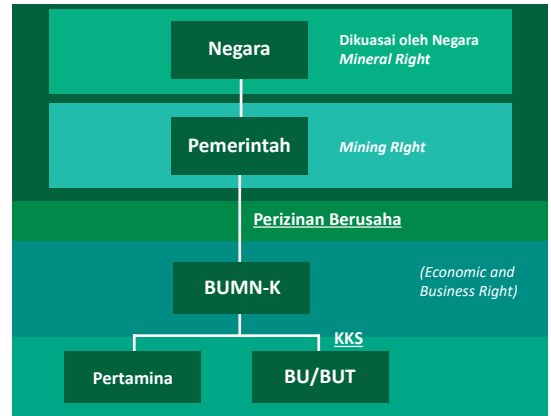 Negara
Dikuasai oleh Negara
Mineral Right
Pemerintah
Mining RIght
Perizinan Berusaha
BUMN-K
(Economic and
Business Right)
KKS
Pertamina
BU/BUT